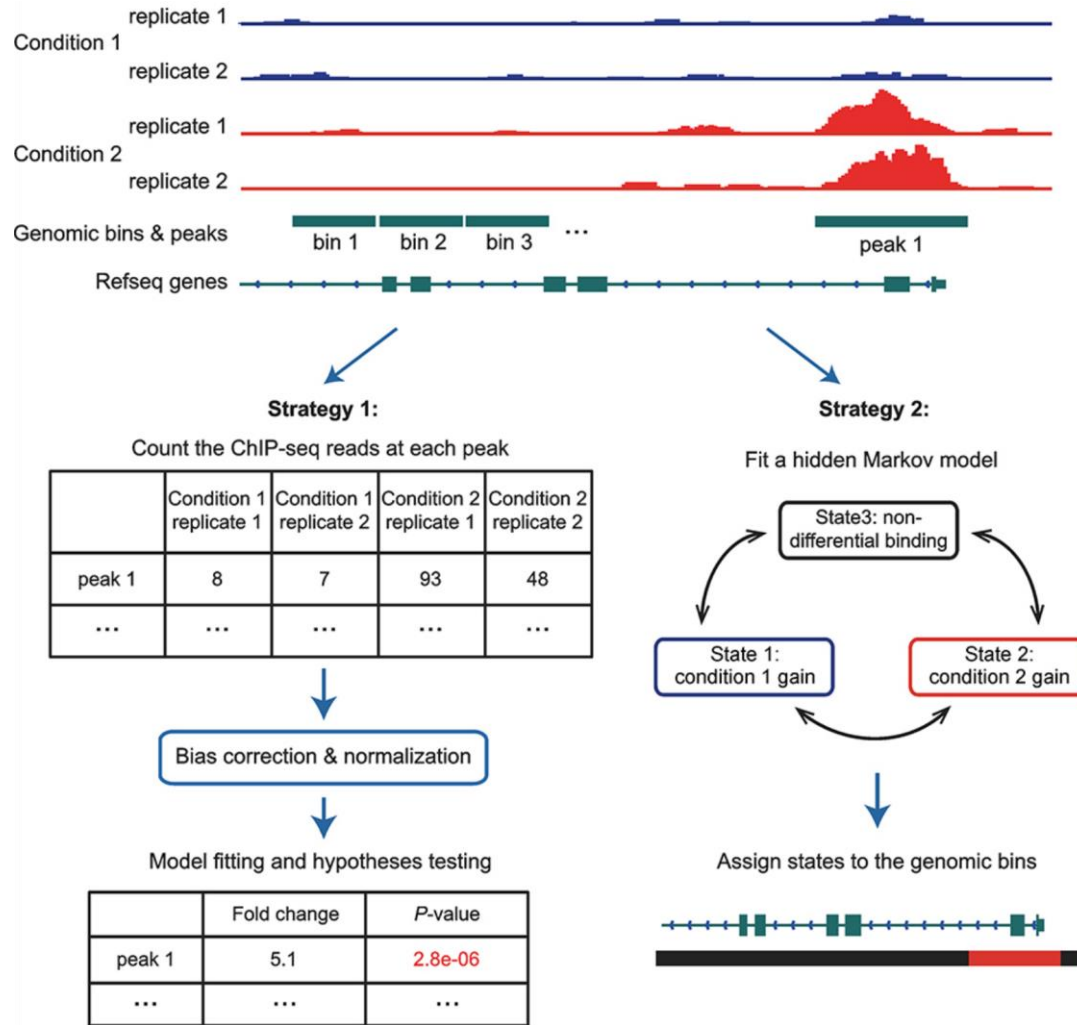 replicate 1
Condition 1
replicate 2
replicate 1
Condition 2
replicate 2
Genomic bins & peaks
bin 1 bin 2 bin 3 ... peak 1
Refseq genes
Strategy 1:
Count the ChIP-seq reads at each peak
Condition 1 Condition 1 Condition 2 Condition 2
replicate 1 replicate 2 replicate 1 replicate 2
peak 1 8 7 93 48
... ... ... ... ...
Bias correction & normalization
Model fitting and hypotheses testing
Fold change P-value
peak 1 5.1 2.8e-06
... ... ...
Strategy 2:
Fit a hidden Markov model
State3: non-
differential binding
State 1:
condition 1 gain
State 2:
condition 2 gain
Assign states to the genomic bins